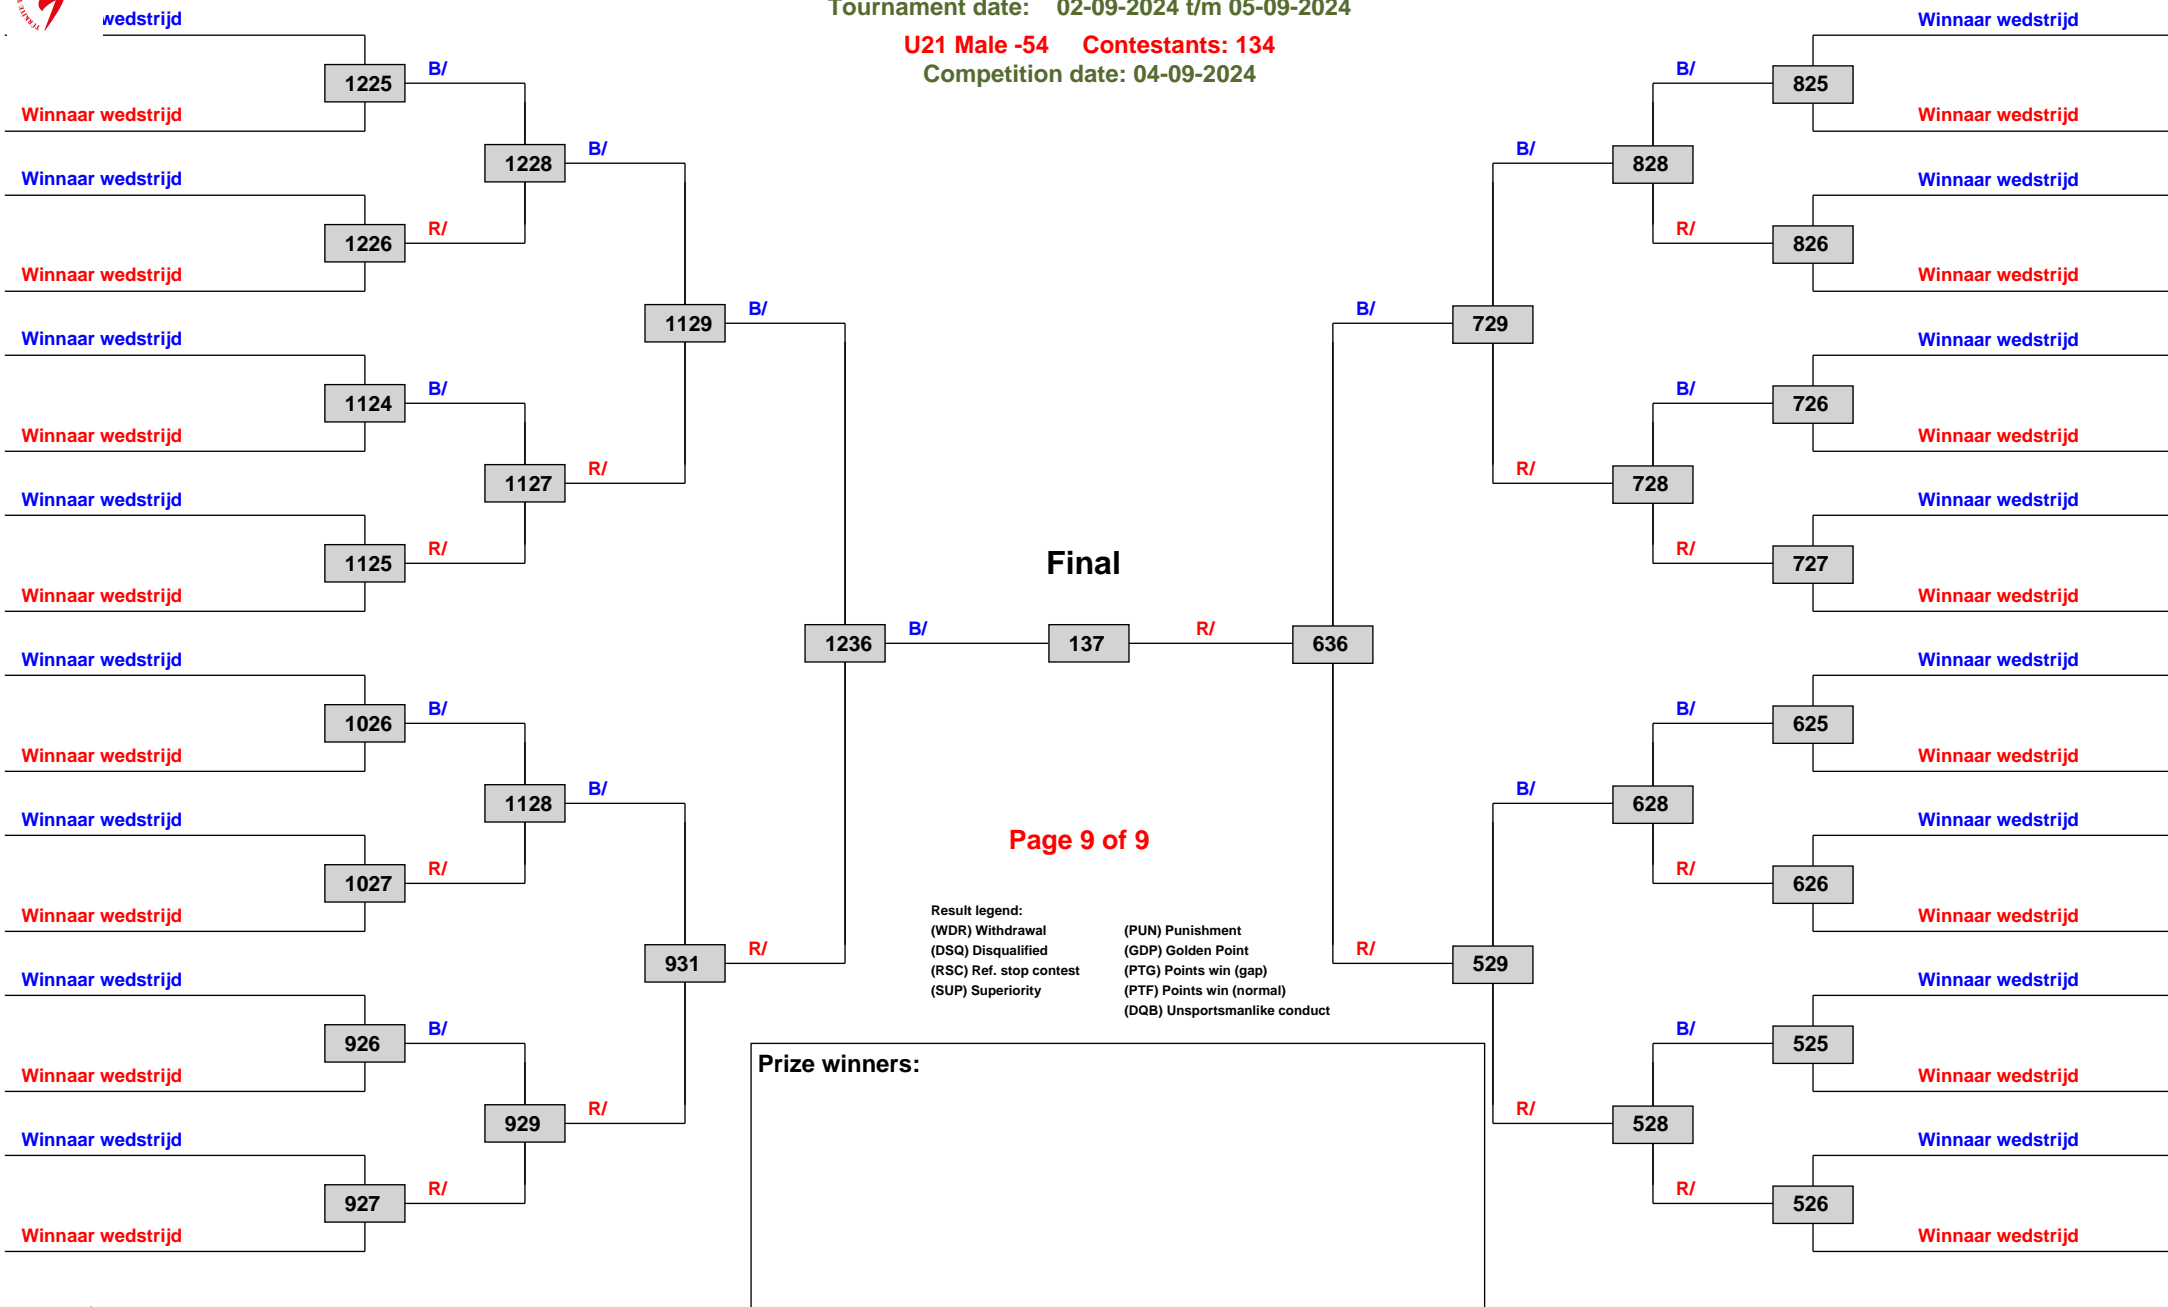 Tournament date: 02-09-2024 t/m 05-09-2024
U21 Male -54 Contestants: 134
Competition date: 04-09-2024
wedstrijd
1225
B/
Winnaar wedstrijd
1228
B/
Winnaar wedstrijd
1226
R/
Winnaar wedstrijd
1129
B/
Winnaar wedstrijd
1124
B/
Winnaar wedstrijd
1127
R/
Winnaar wedstrijd
1125
R/
Winnaar wedstrijd
1236
B/
Winnaar wedstrijd
1026
B/
Winnaar wedstrijd
1128
B/
Winnaar wedstrijd
1027
R/
Winnaar wedstrijd
931
R/
Winnaar wedstrijd
926
B/
Winnaar wedstrijd
929
R/
Winnaar wedstrijd
927
R/
Winnaar wedstrijd
Final
137
R/
636
Page 9 of 9
Result legend:
(WDR) Withdrawal
(DSQ) Disqualified
(RSC) Ref. stop contest
(SUP) Superiority
(PUN) Punishment
(GDP) Golden Point
(PTG) Points win (gap)
(PTF) Points win (normal)
(DQB) Unsportsmanlike conduct
Prize winners:
Winnaar wedstrijd
B/
825
Winnaar wedstrijd
B/
828
Winnaar wedstrijd
R/
826
Winnaar wedstrijd
B/
729
Winnaar wedstrijd
B/
726
Winnaar wedstrijd
R/
728
Winnaar wedstrijd
R/
727
Winnaar wedstrijd
Winnaar wedstrijd
B/
625
Winnaar wedstrijd
B/
628
Winnaar wedstrijd
R/
626
Winnaar wedstrijd
R/
529
Winnaar wedstrijd
B/
525
Winnaar wedstrijd
R/
528
Winnaar wedstrijd
R/
526
Winnaar wedstrijd